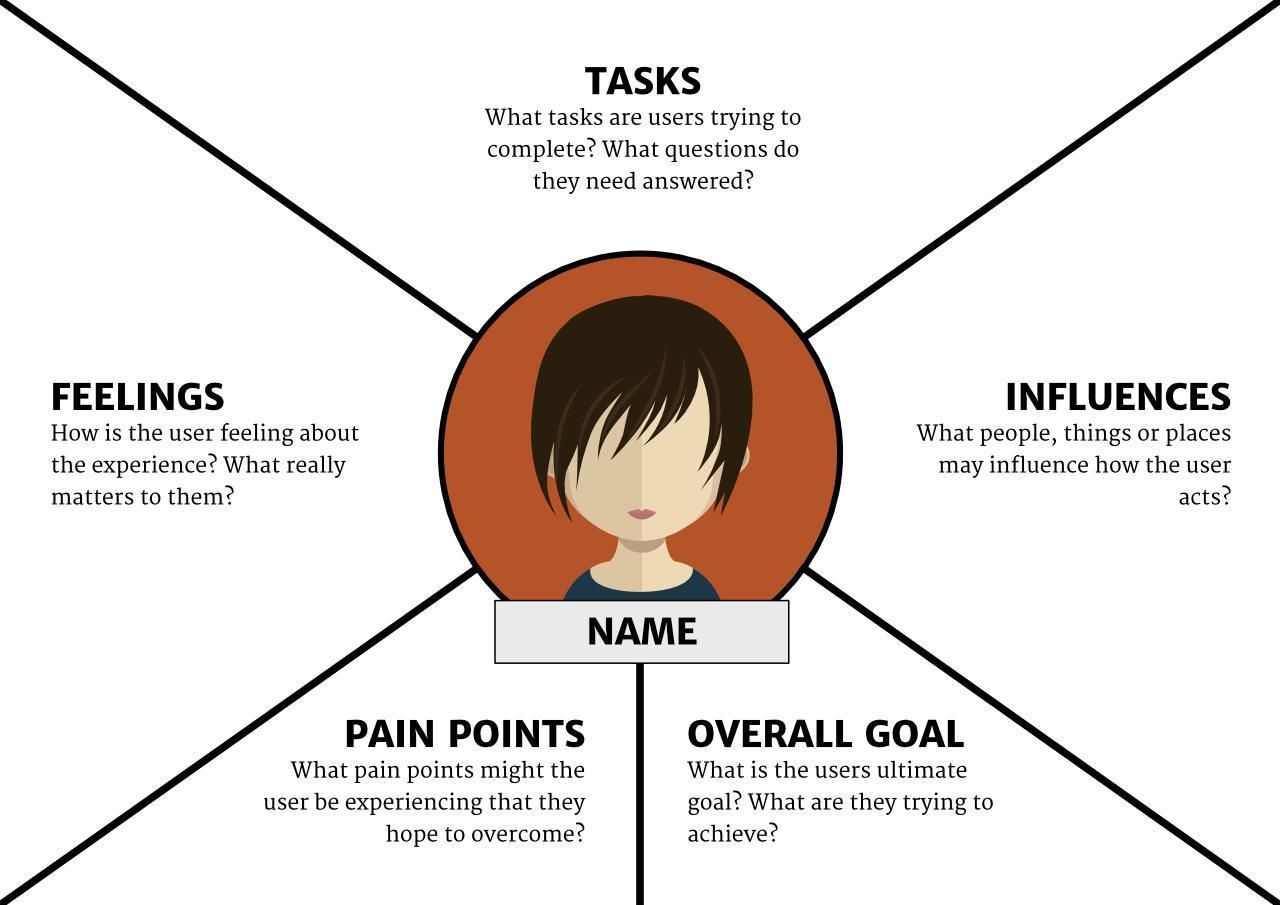 TASKS
What tasks are users trying to
complete? What questions do
they need answered?
FEELINGS
How is the user feeling about
the experience? What really
matters to them?
INFLUENCES
What people, things or places
may influence how the user
acts?
NAME
PAIN POINTS
What pain points might the
user be experiencing that they
hope to overcome?
OVERALL GOAL
What is the users ultimate
goal? What are they trying to
achieve?